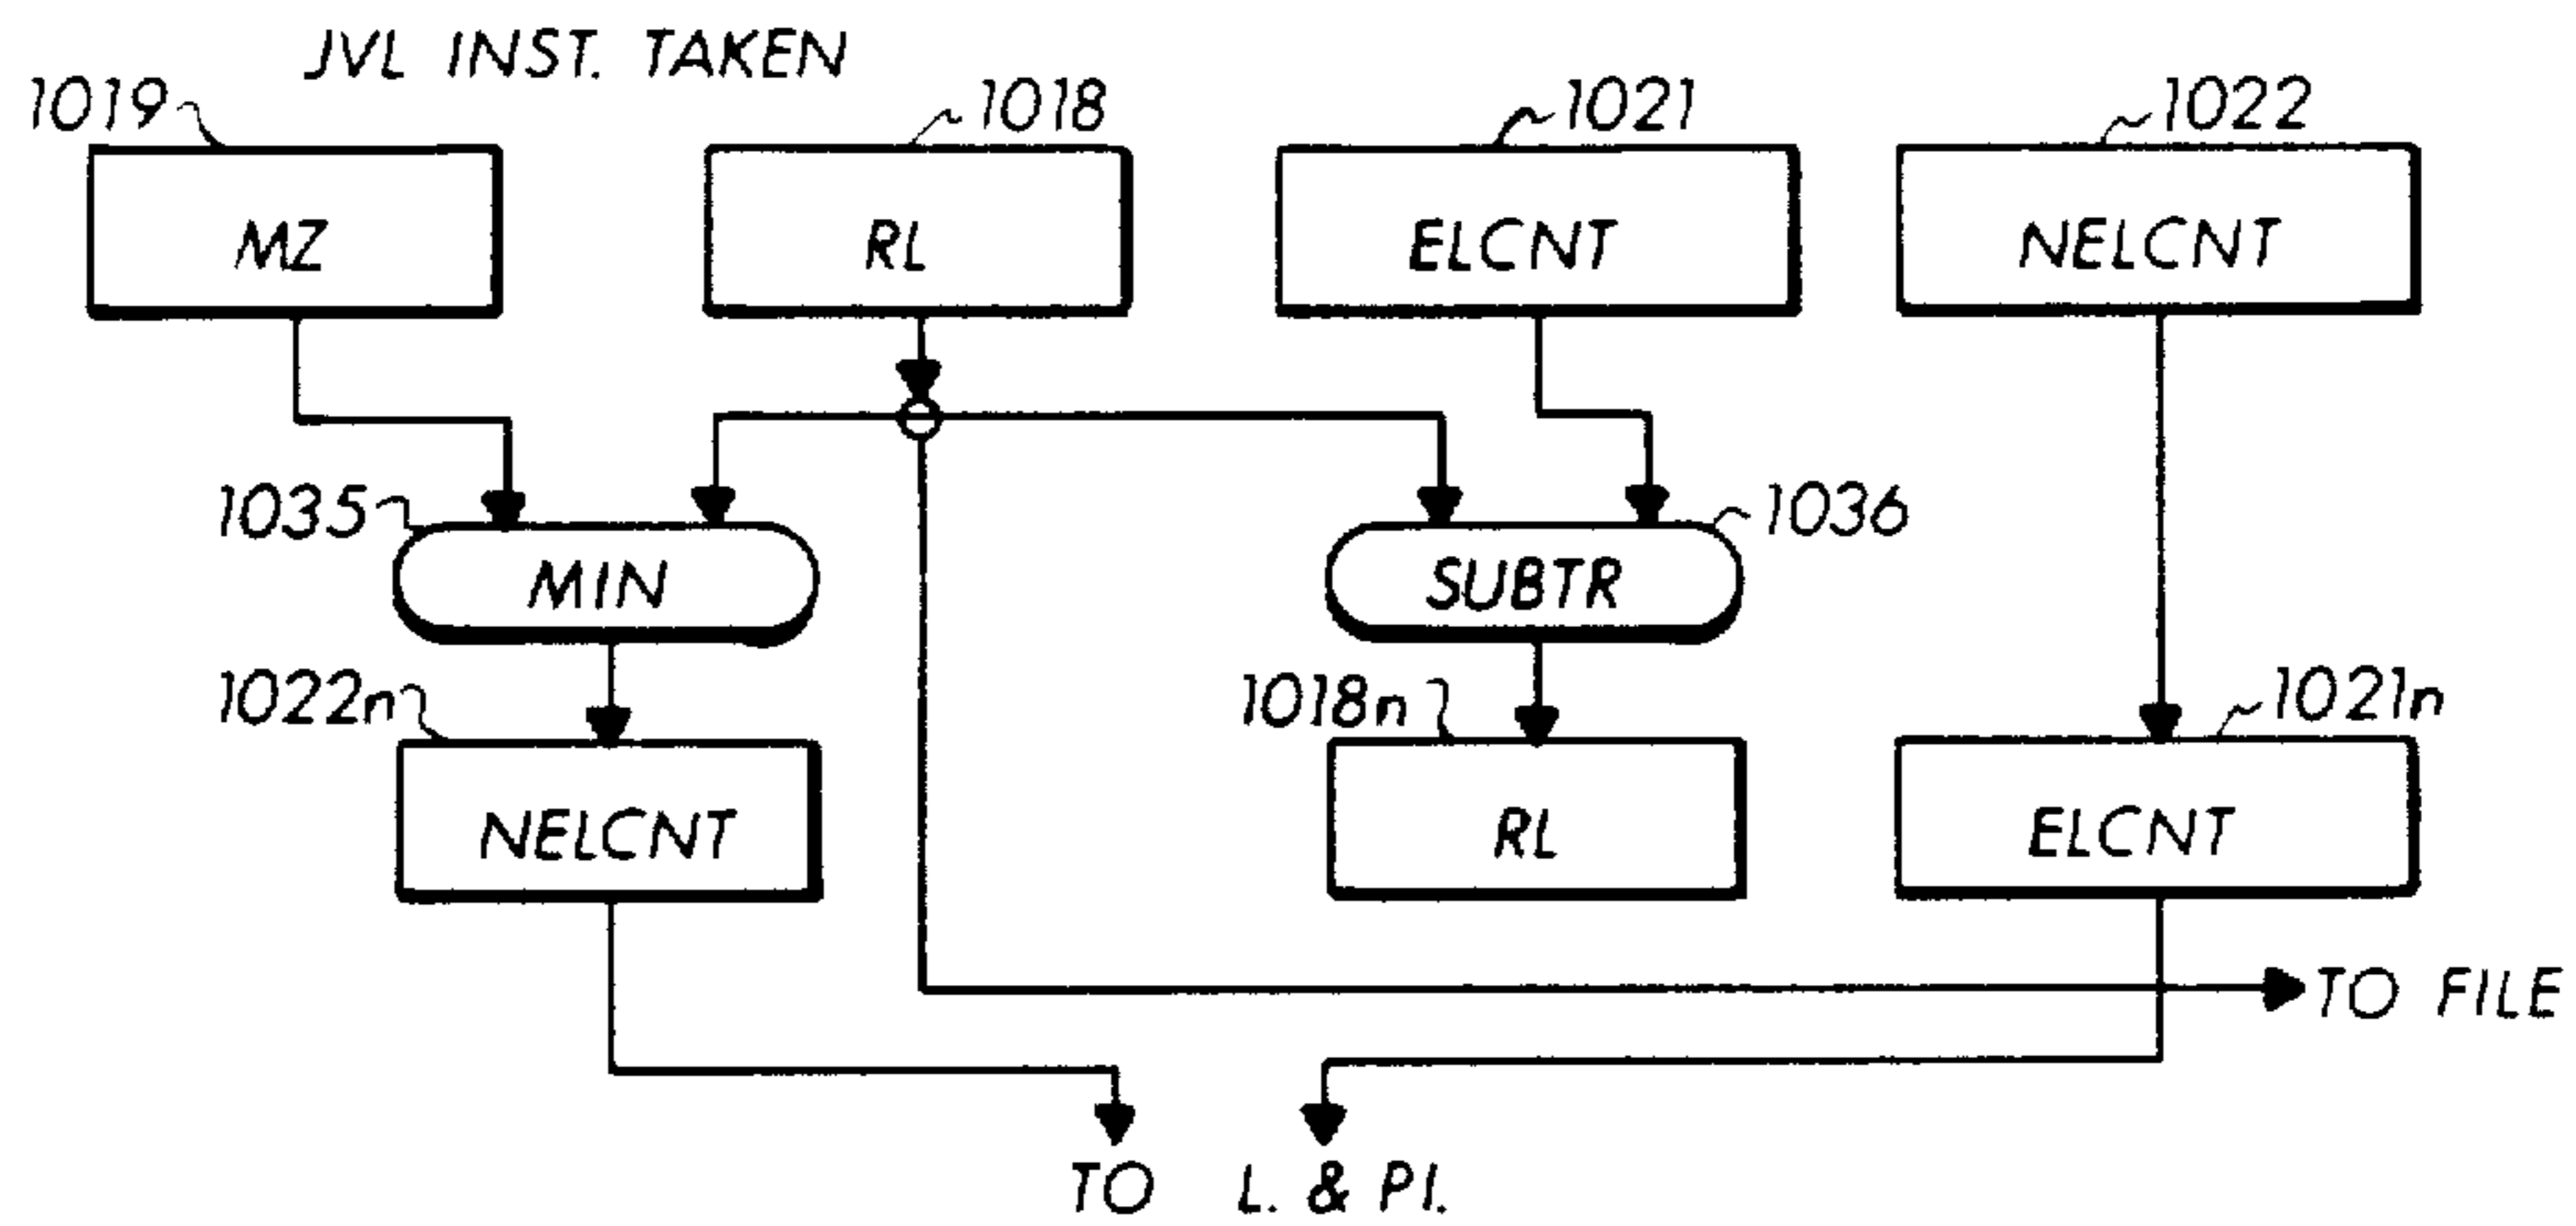 JVL INST. TAKEN
1019 1018 1021 1022
MZ RL ELCNT NELCNT
1035 1036
MIN SUBTR
1022n 1018n 1021n
NELCNT RL ELCNT
TO FILE
TO L. & PI.